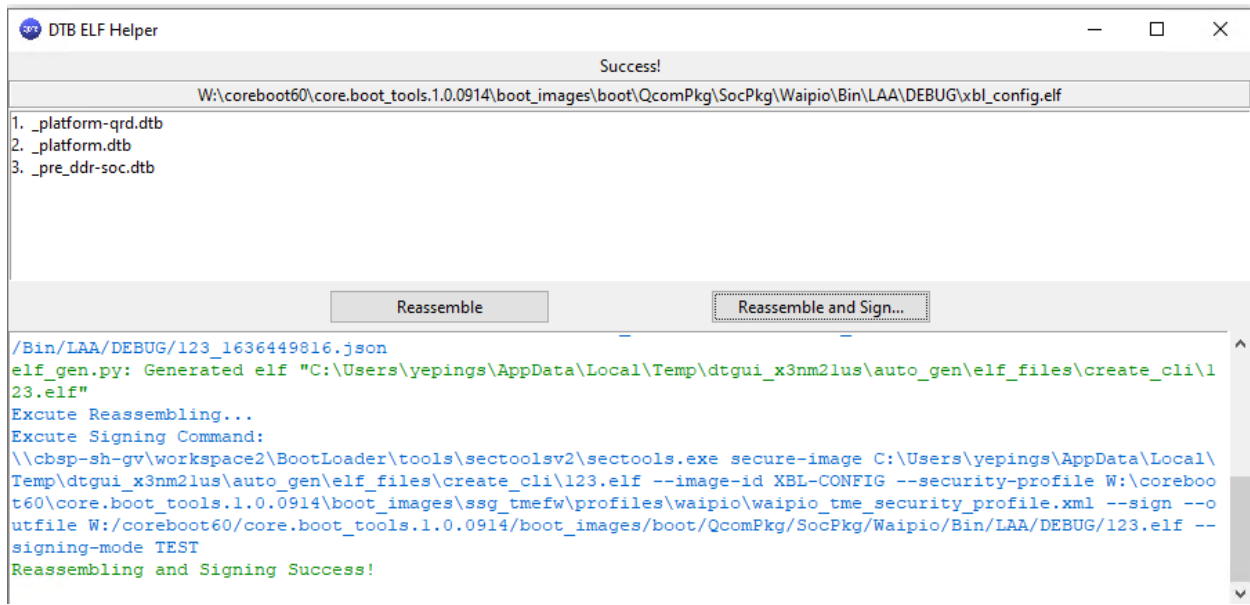 DTB ELF Helper
Success!
W:\coreboot60\core.boot_tools.1.0.0914\boot_images\boot\QcomPkg\SocPkg\Waipio\Bin\LAA\DEBUG\xbl_config.elf
1. _platform-qrd.dtb
2. _platform.dtb
3. _pre_ddr-soc.dtb
Reassemble
Reassemble and Sign...
/Bin/LAA/DEBUG/123_1636449816.json
elf_gen.py: Generated elf "C:\Users\yepings\AppData\Local\Temp\dtgui_x3nm21us\auto_gen\elf_files\create_cli\1
23.elf"
Excute Reassembling...
Excute Signing Command:
\\cbsp-sh-gv\workspace2\BootLoader\tools\sectoolsv2\sectools.exe secure-image C:\Users\yepings\AppData\Local\
Temp\dtgui_x3nm21us\auto_gen\elf_files\create_cli\123.elf --image-id XBL-CONFIG --security-profile W:\coreboo
t60\core.boot_tools.1.0.0914\boot_images\ssg_tmefw\profiles\waipio\waipio_tme_security_profile.xml --sign --o
utfile W:/coreboot60/core.boot_tools.1.0.0914/boot_images/boot/QcomPkg/SocPkg/Waipio/Bin/LAA/DEBUG/123.elf --
signing-mode TEST
Reassembling and Signing Success!